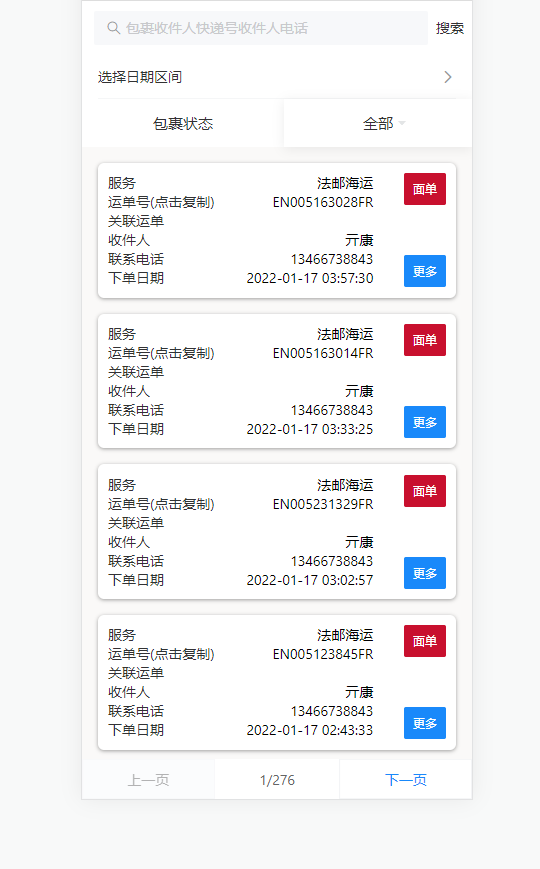 包裹收件人快递号收件人电话 搜索
选择日期区间
包裹状态 全部
服务 法邮海运 面单
运单号(点击复制) EN005163028FR
关联运单
收件人 亓康
联系电话 13466738843 更多
下单日期 2022-01-17 03:57:30
服务 法邮海运 面单
运单号(点击复制) EN005163014FR
关联运单
收件人 亓康
联系电话 13466738843 更多
下单日期 2022-01-17 03:33:25
服务 法邮海运 面单
运单号(点击复制) EN005231329FR
关联运单
收件人 亓康
联系电话 13466738843 更多
下单日期 2022-01-17 03:02:57
服务 法邮海运 面单
运单号(点击复制) EN005123845FR
关联运单
收件人 亓康
联系电话 13466738843 更多
下单日期 2022-01-17 02:43:33
上一页 1/276 下一页